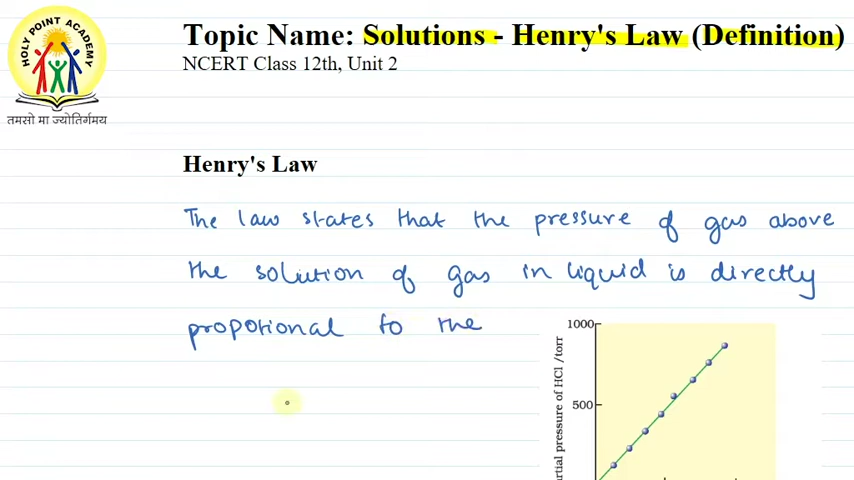 HOLY POINT ACADEMY
तमसो मा ज्योतिर्गमय
Topic Name: Solutions - Henry's Law (Definition)
NCERT Class 12th, Unit 2
Henry's Law
The law states that the pressure of gas above
the solution of gas in liquid is directly
propotional to the
1000
500
artial pressure of HCl/torr